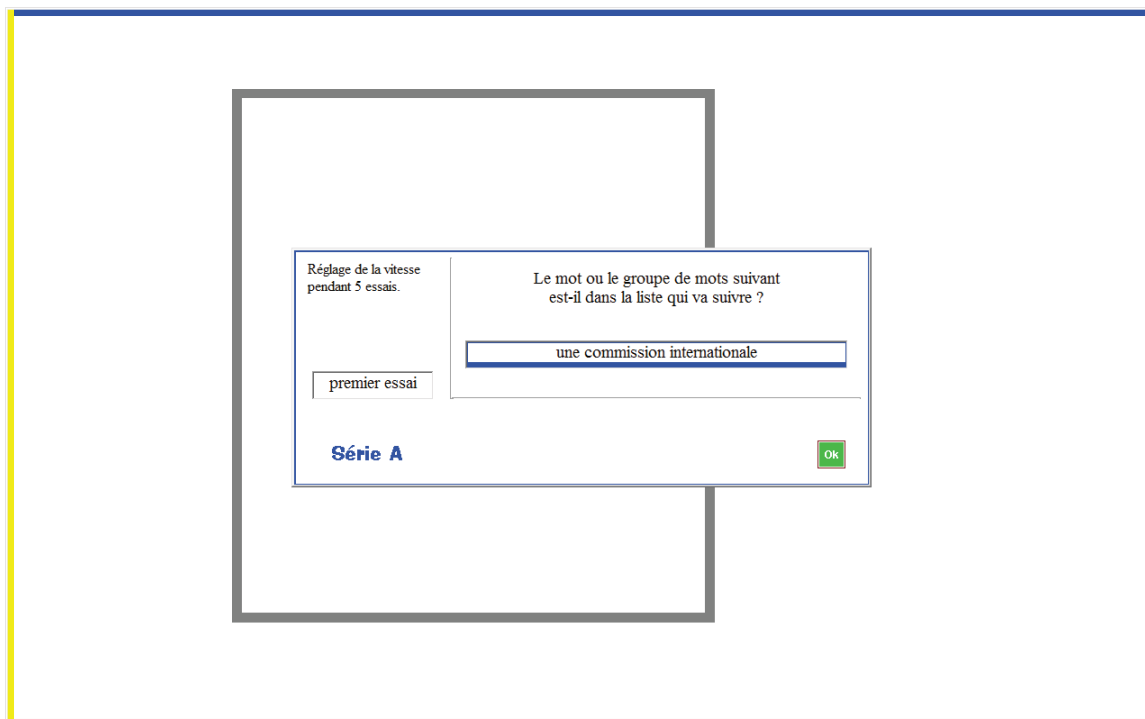 Réglage de la vitesse
pendant 5 essais.
premier essai
Le mot ou le groupe de mots suivant
est-il dans la liste qui va suivre ?
une commission internationale
Série A
Ok